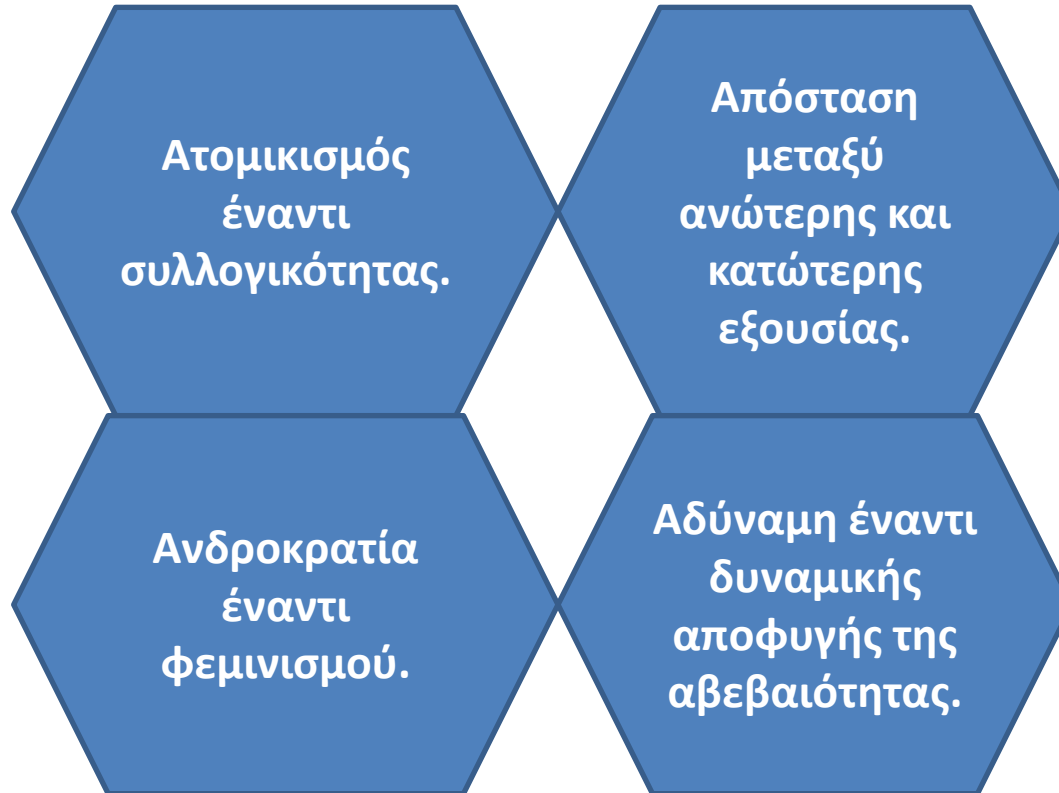 Ατομικισμός
έναντι
συλλογικότητας.
Απόσταση
μεταξύ
ανώτερης και
κατώτερης
εξουσίας.
Ανδροκρατία
έναντι
φεμινισμού.
Αδύναμη έναντι
δυναμικής
αποφυγής της
αβεβαιότητας.